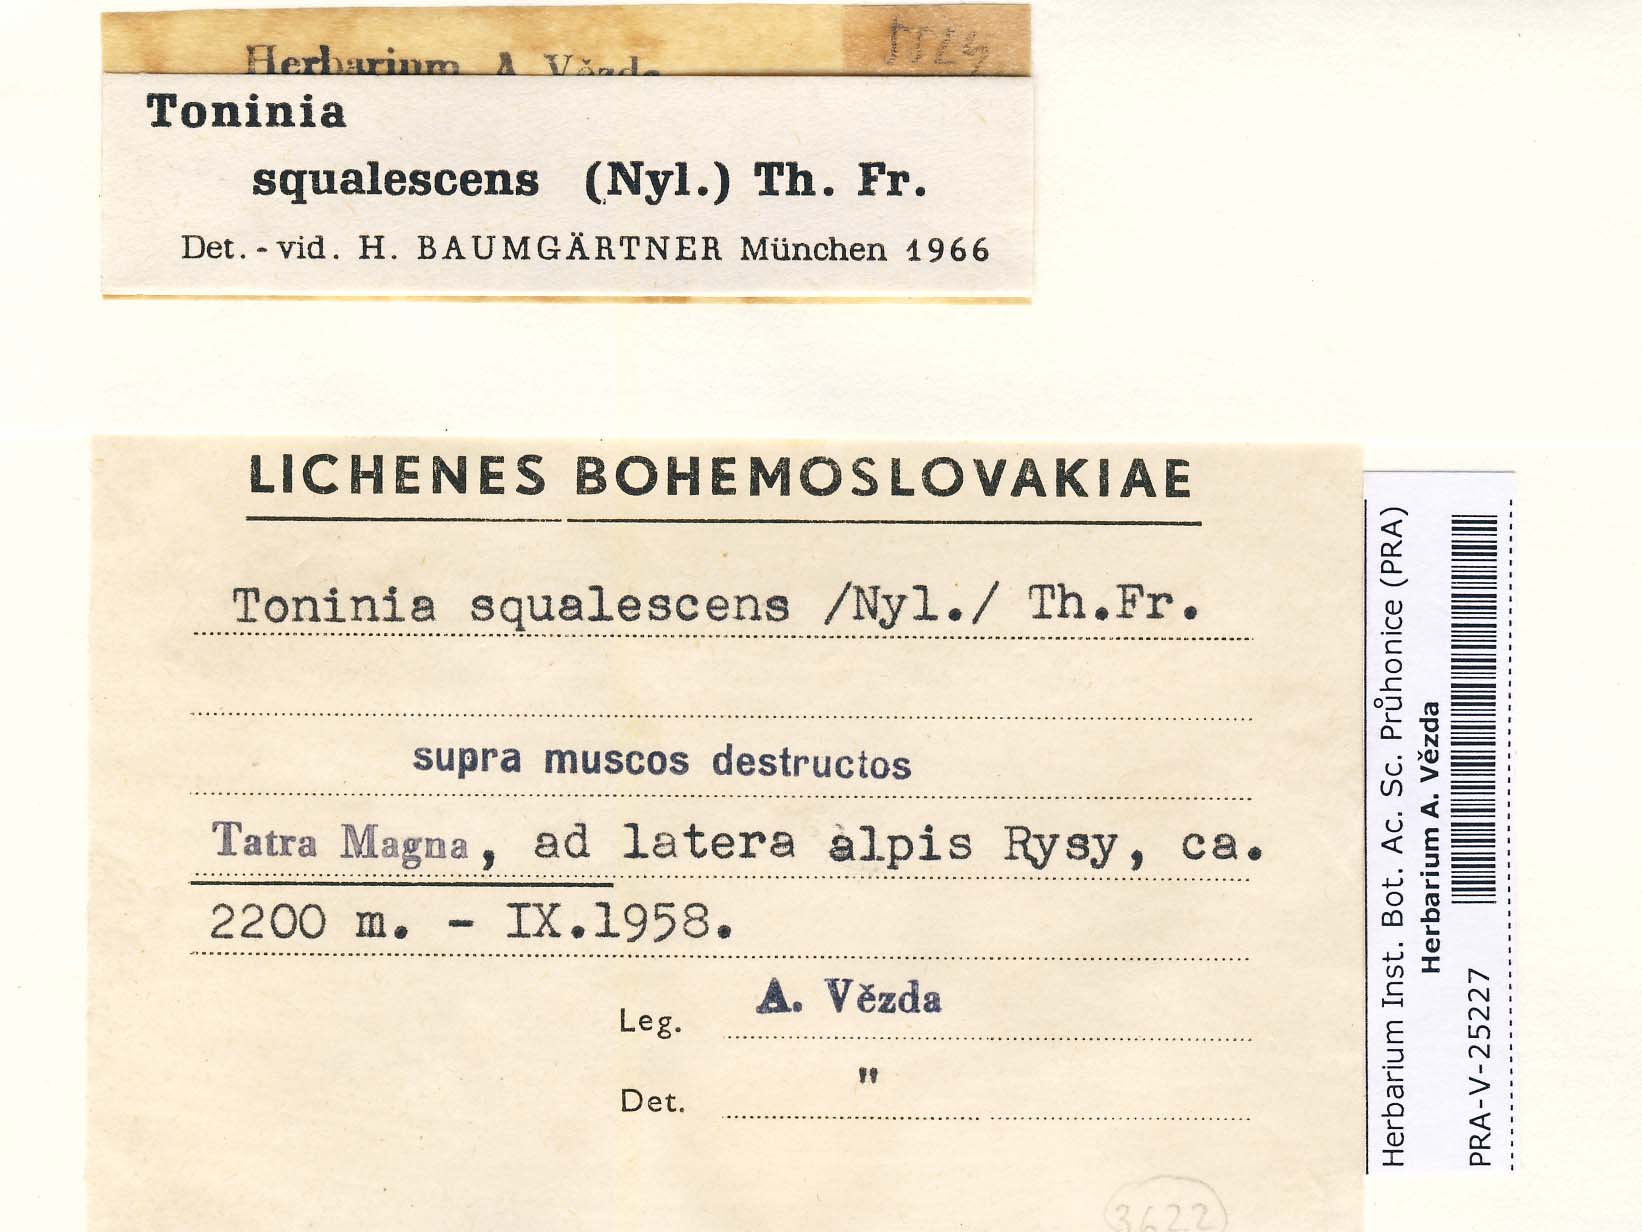 Herbarium A. Vězda
Toninia
squalescens (Nyl.) Th. Fr.
Det. - vid. H. BAUMGÄRTNER München 1966
LICHENES BOHEMOSLOVAKIAE
Toninia squalescens /Nyl./ Th.Fr.
supra muscos destructos
Tatra Magna, ad latera alpis Rysy, ca.
2200 m. - IX.1958.
Leg. A. Vězda
Det. "
3622
Herbarium Inst. Bot. Ac. Sc. Průhonice (PRA)
Herbarium A. Vězda
PRA-V-25227